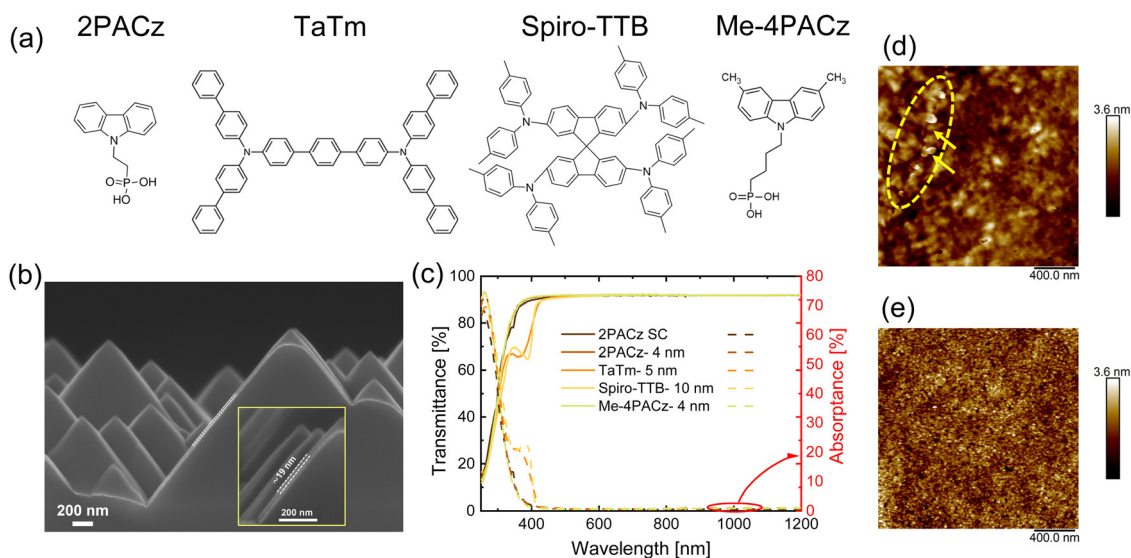 (a)
2PACz
TaTm
Spiro-TTB
Me-4PACz
N
O
P
OH
HO
N
N
N
N
N
N
CH3
CH3
N
O
P
OH
OH
(b)
200 nm
~19 nm
200 nm
(c)
Transmittance [%]
100
80
60
40
20
0
400
600
800
1000
1200
Wavelength [nm]
80
70
60
50
40
30
20
10
0
Absorptance [%]
2PACz SC
2PACz- 4 nm
TaTm- 5 nm
Spiro-TTB- 10 nm
Me-4PACz- 4 nm
(d)
3.6 nm
400.0 nm
(e)
3.6 nm
400.0 nm